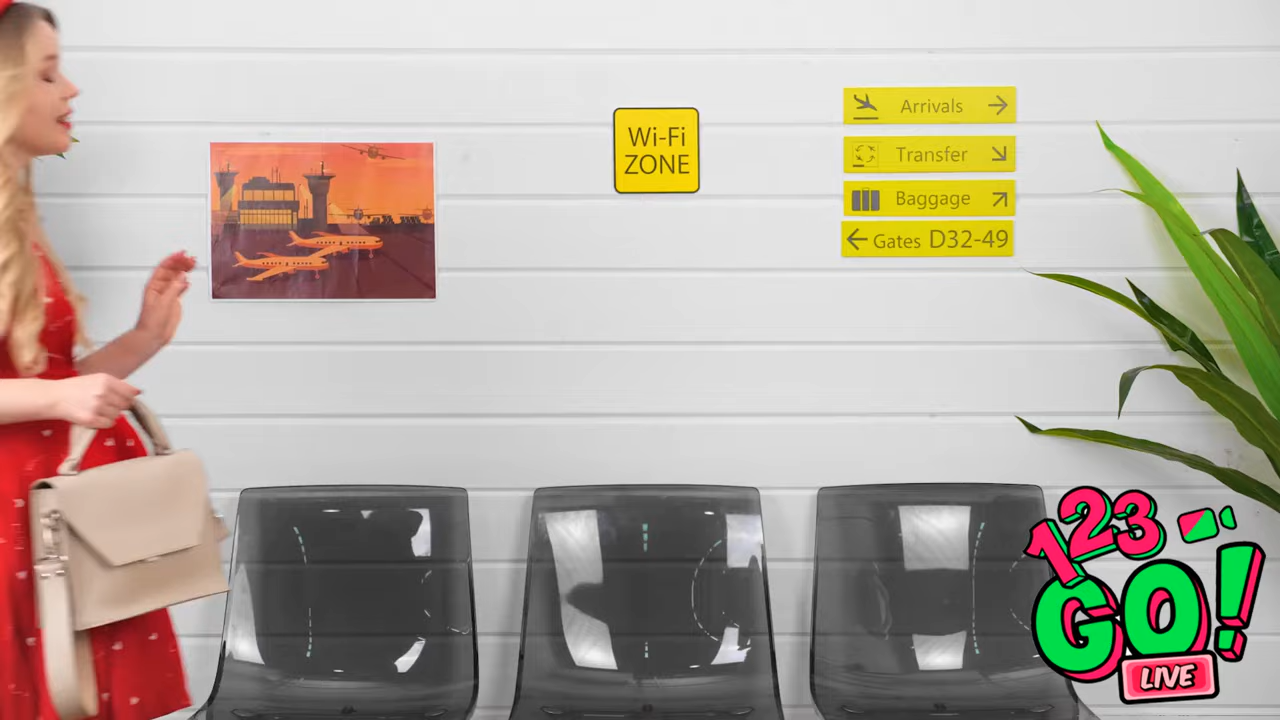 Wi-Fi
ZONE
Arrivals
Transfer
Baggage
Gates D32-49
123
GO!
LIVE